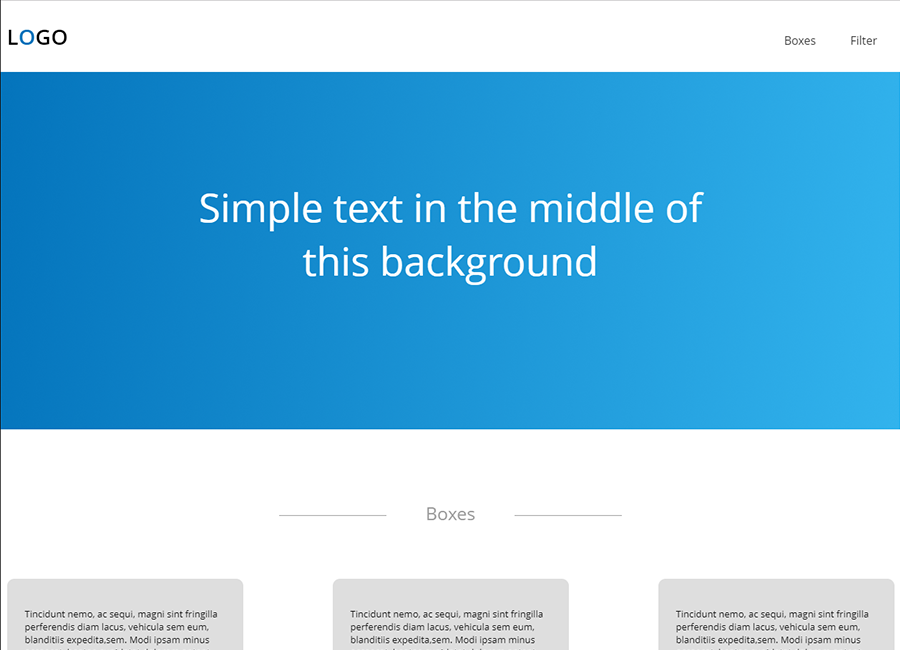 LOGO
Boxes
Filter
Simple text in the middle of
this background
Boxes
Tincidunt nemo, ac sequi, magni sint fringilla
perferendis diam lacus, vehicula sem eum,
blanditiis expedita,sem. Modi ipsam minus
Tincidunt nemo, ac sequi, magni sint fringilla
perferendis diam lacus, vehicula sem eum,
blanditiis expedita,sem. Modi ipsam minus
Tincidunt nemo, ac sequi, magni sint fringilla
perferendis diam lacus, vehicula sem eum,
blanditiis expedita,sem. Modi ipsam minus